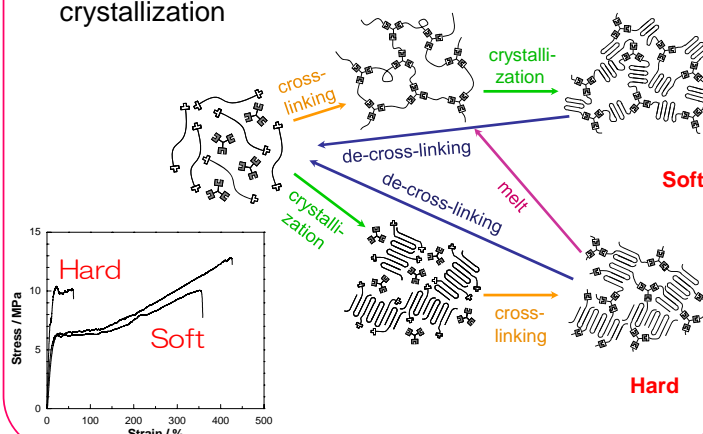 crystallization
cross-
linking
crystalli-
zation
de-cross-linking
de-cross-linking
melt
Soft
crystalli-
zation
cross-
linking
Hard
15
10
5
0
Stress / MPa
Hard
Soft
0
100
200
300
400
500
Strain / %